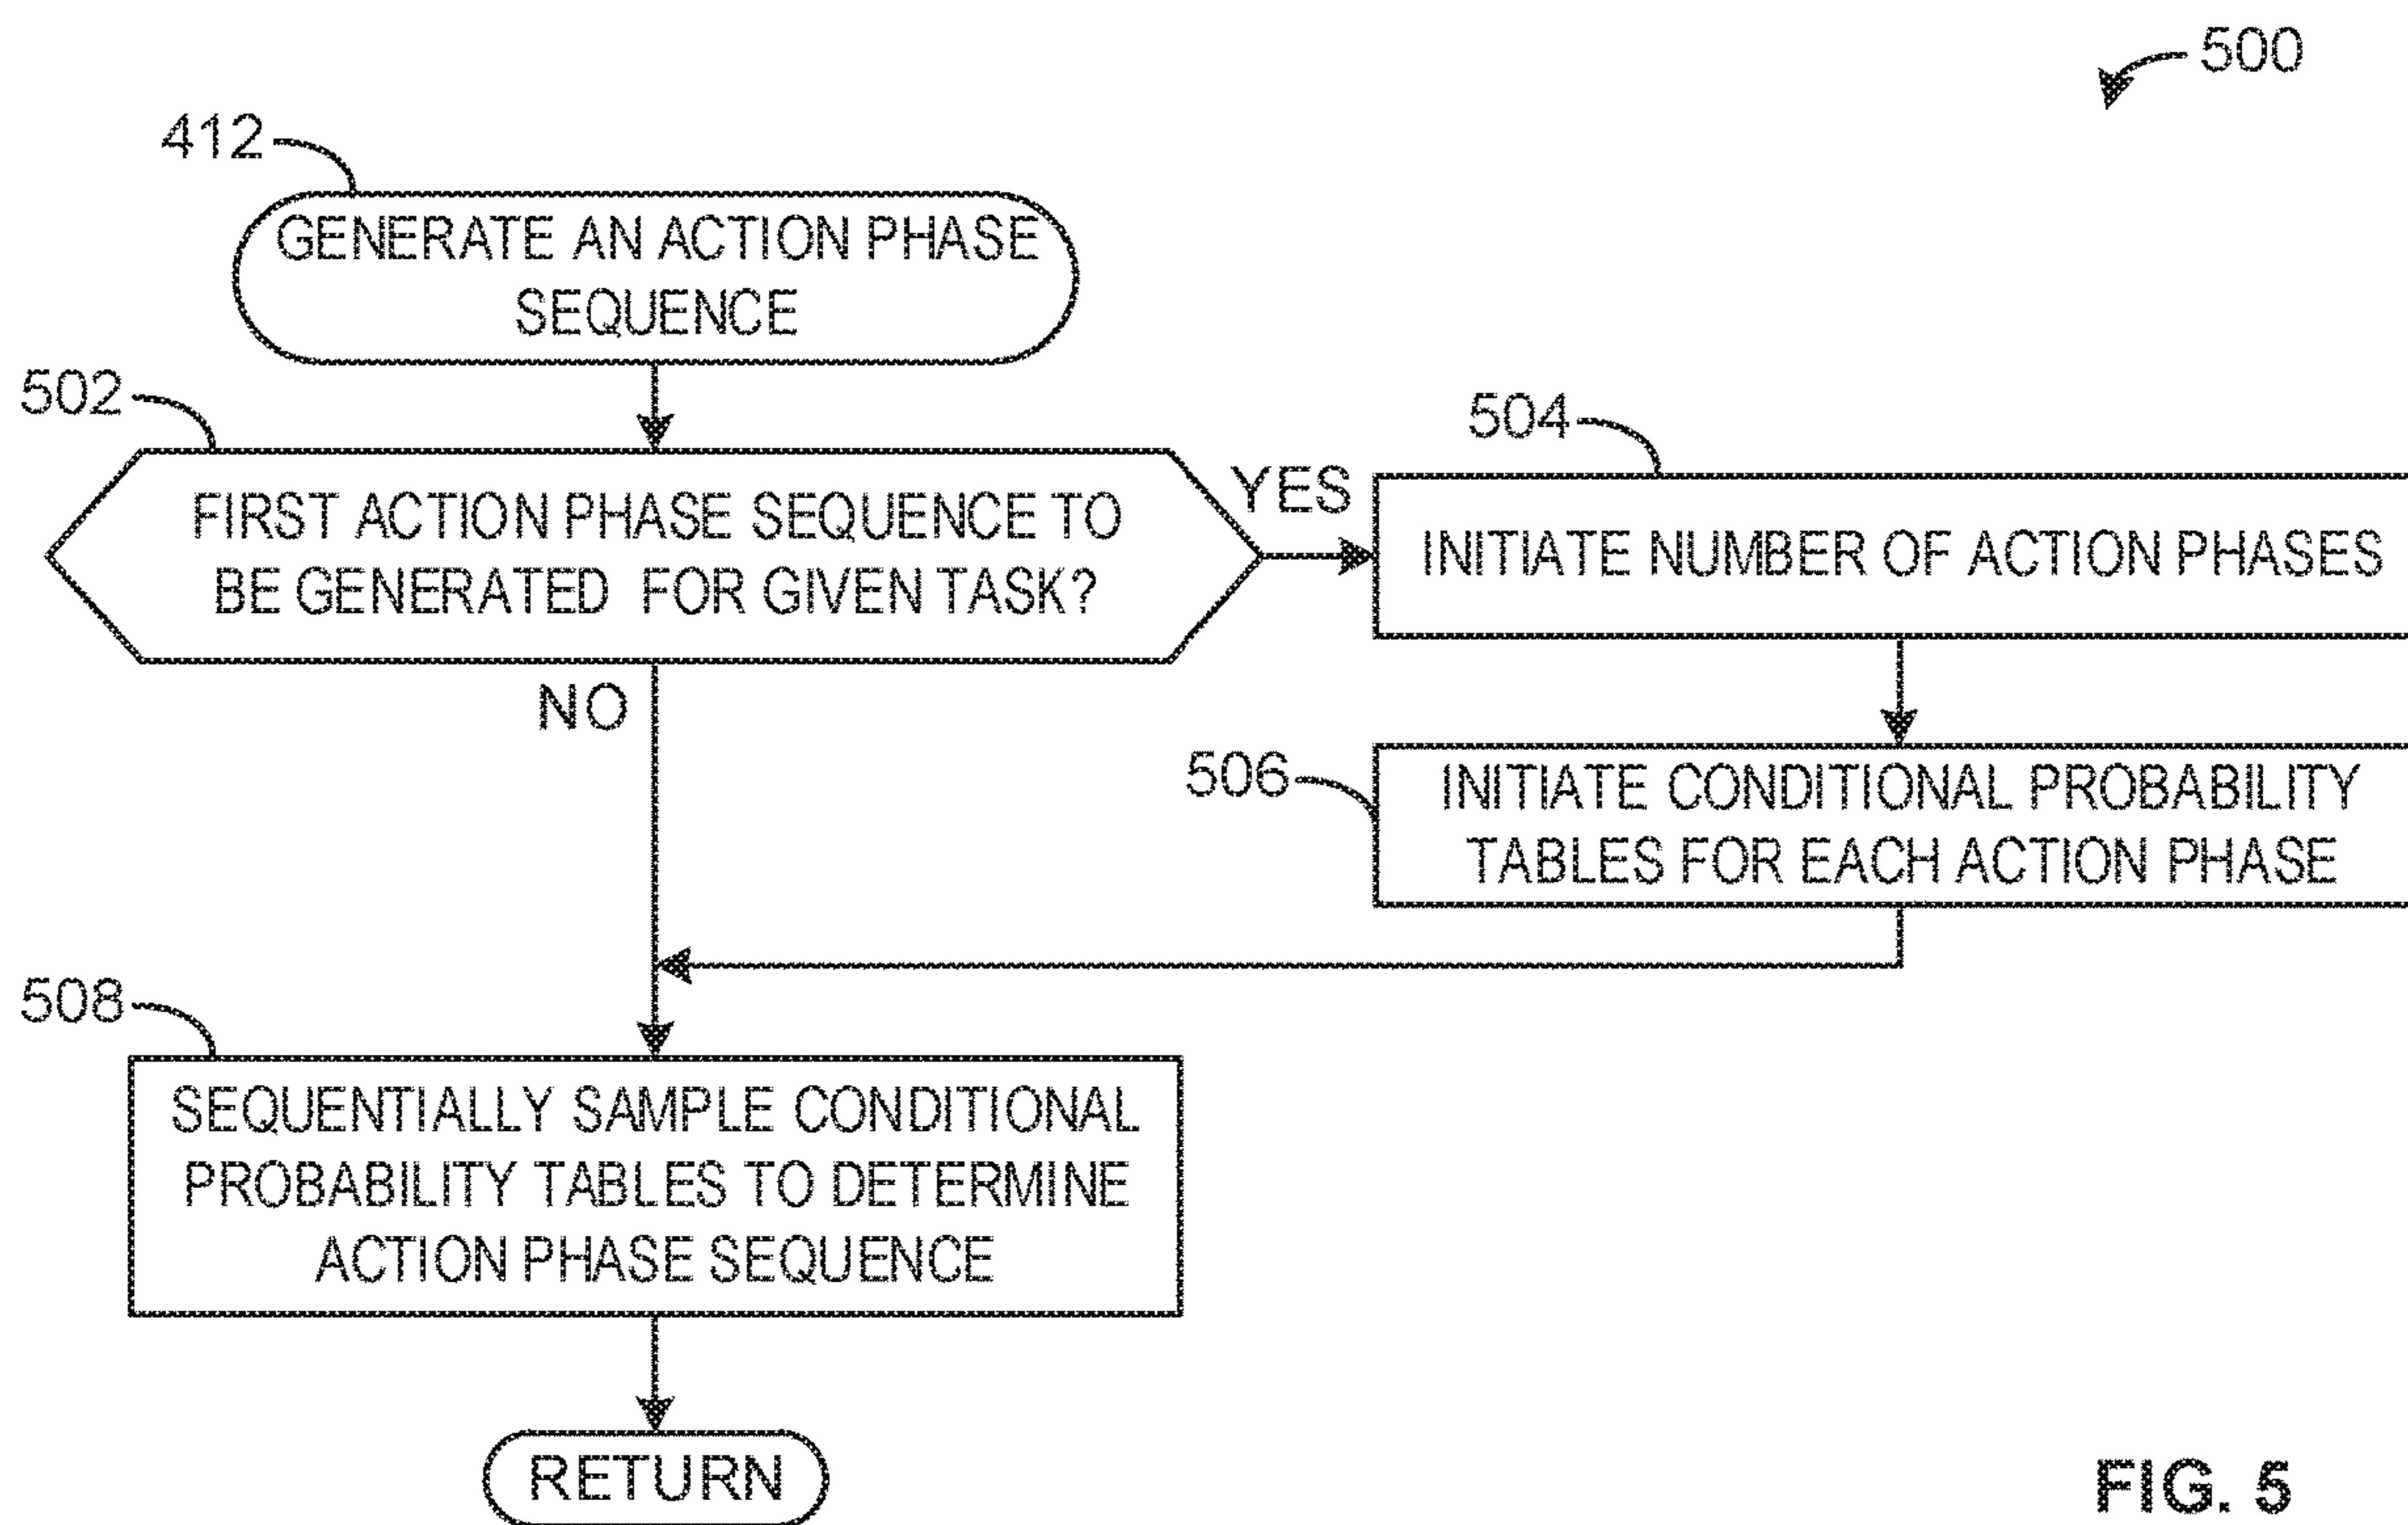 500
412
GENERATE AN ACTION PHASE
SEQUENCE
502
FIRST ACTION PHASE SEQUENCE TO
BE GENERATED FOR GIVEN TASK?
YES
504
INITIATE NUMBER OF ACTION PHASES
NO
506
INITIATE CONDITIONAL PROBABILITY
TABLES FOR EACH ACTION PHASE
508
SEQUENTIALLY SAMPLE CONDITIONAL
PROBABILITY TABLES TO DETERMINE
ACTION PHASE SEQUENCE
RETURN
FIG. 5